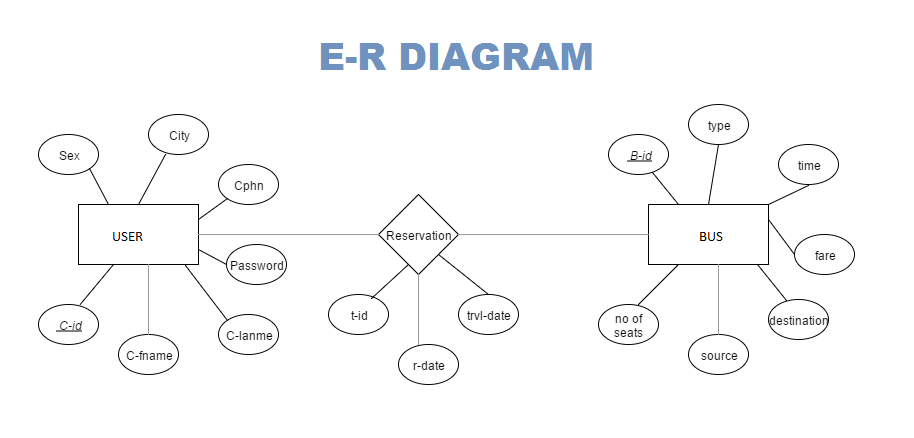 E-R DIAGRAM
Sex
City
Cphn
USER
Password
C-id
C-fname
C-lanme
Reservation
t-id
r-date
trvl-date
B-id
type
time
BUS
fare
no of
seats
source
destination